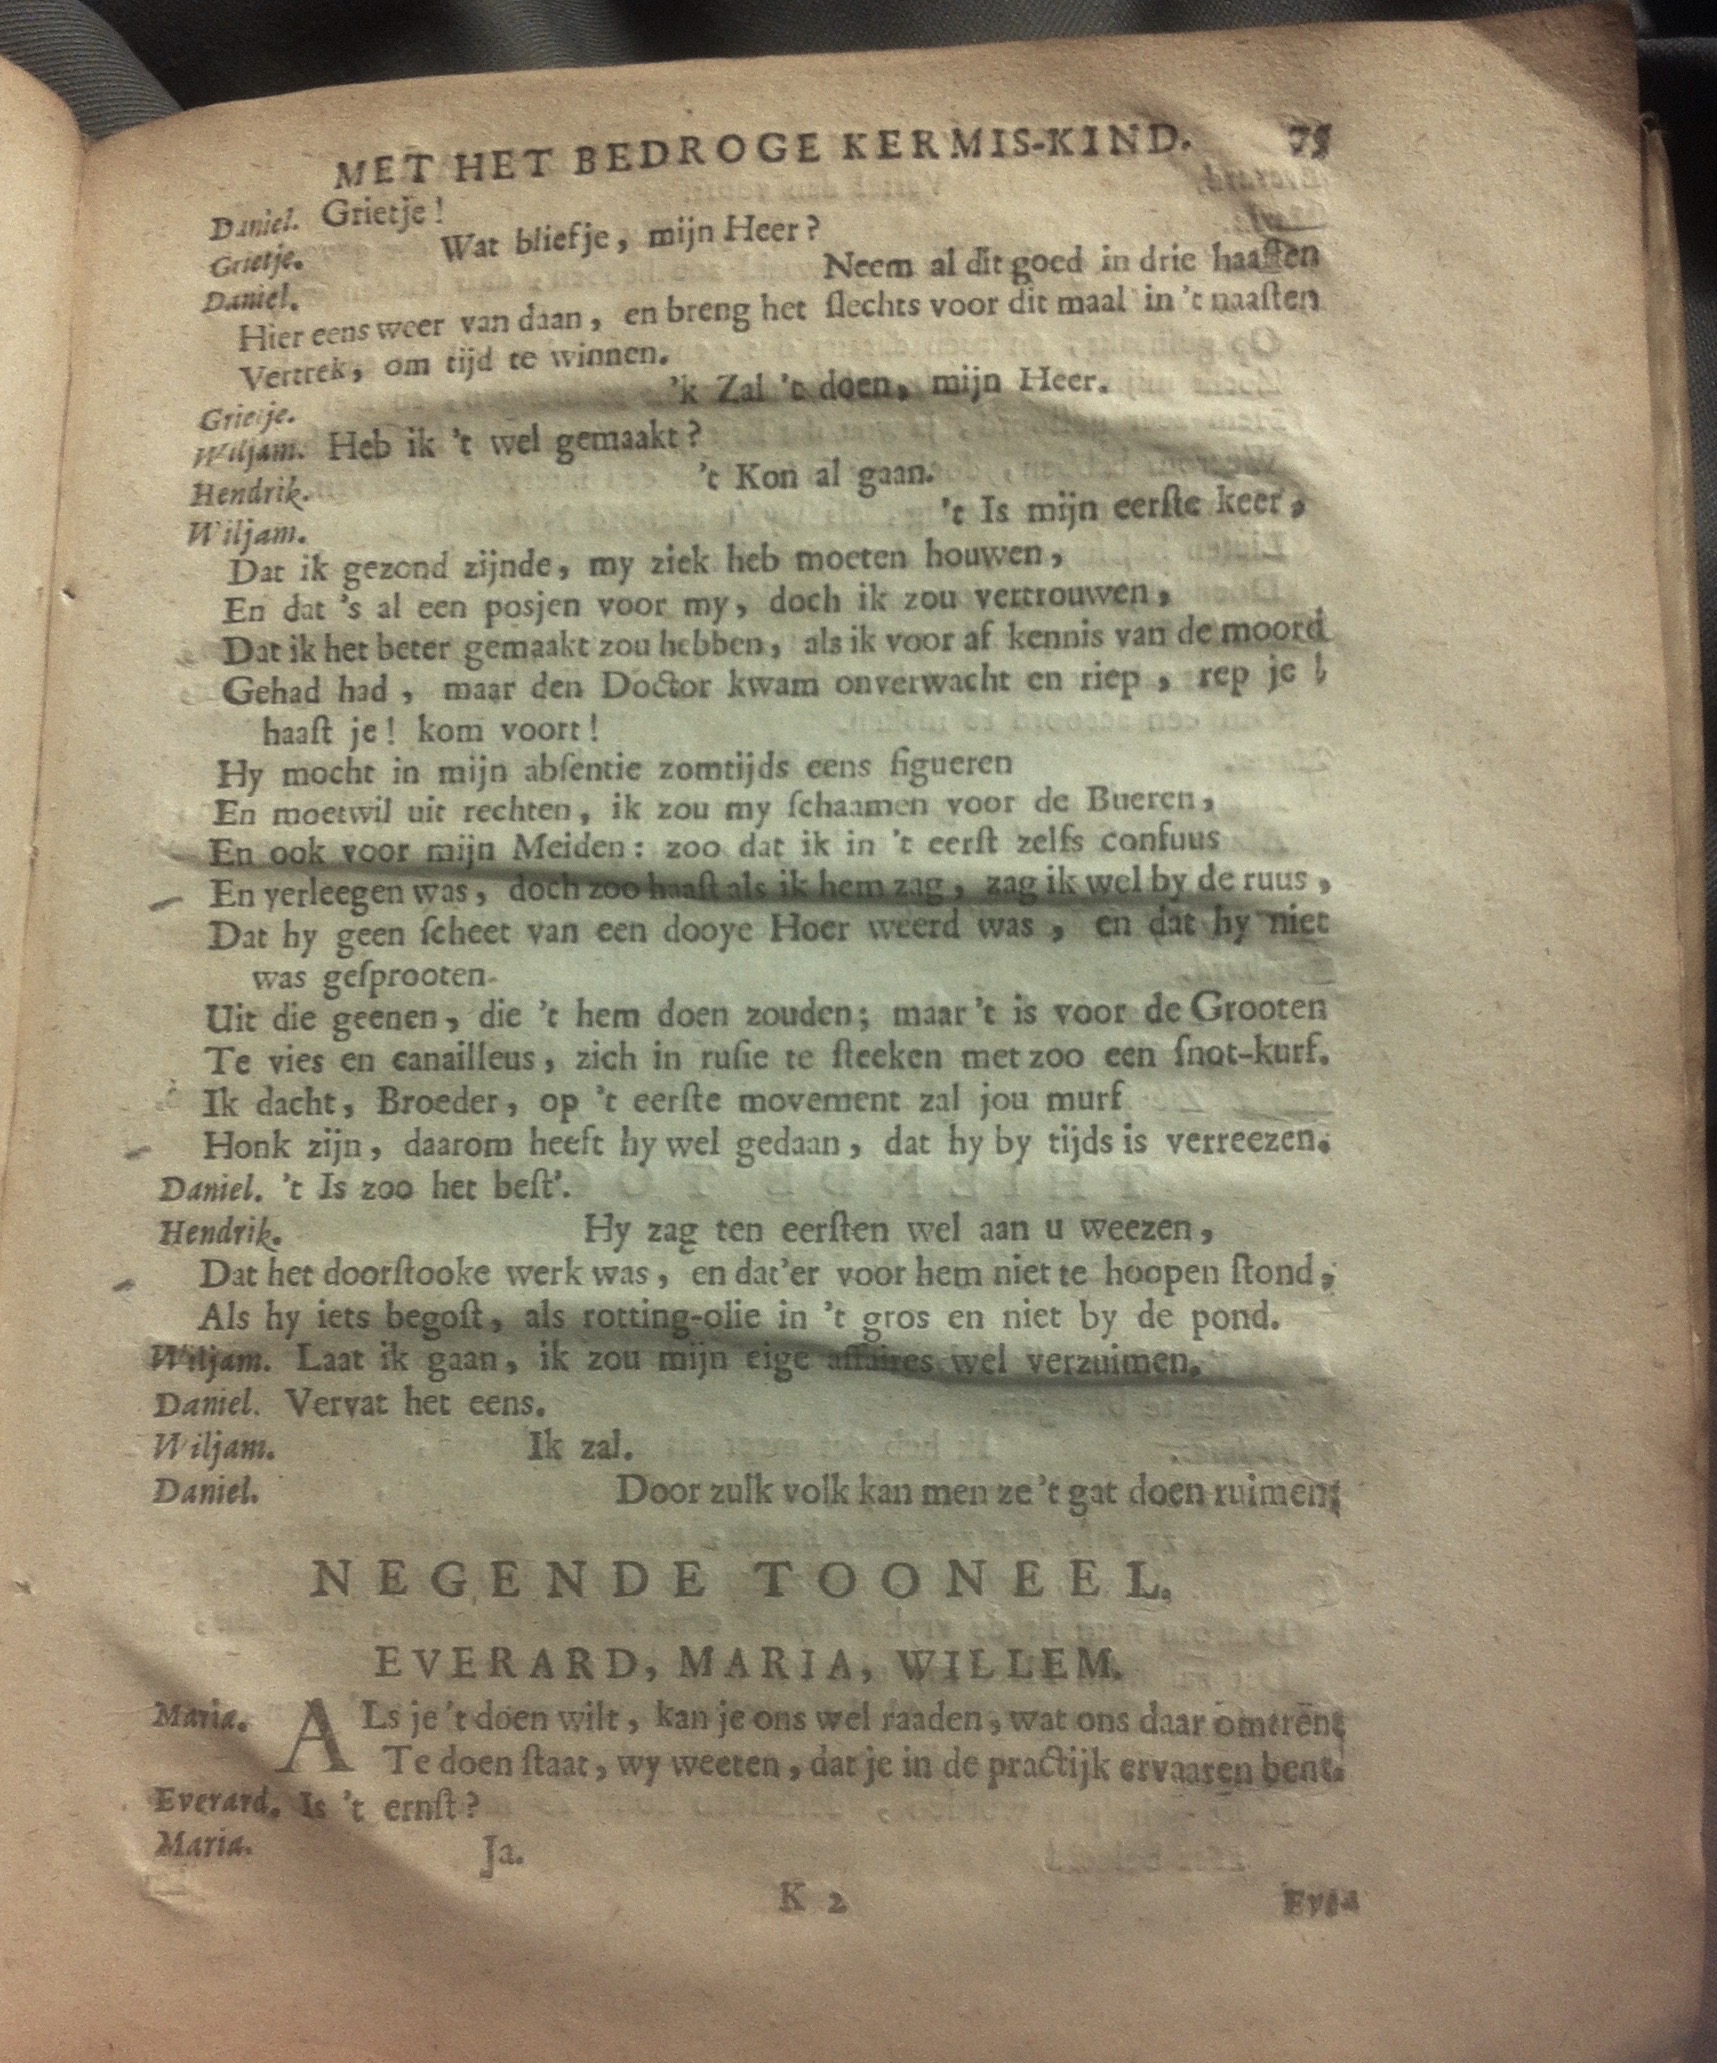 MET HET BEDROGE KERMIS-KIND. 75
Daniel. Grietje!
Grietje. Wat bliefje, mijn Heer?
Daniel. Neem al dit goed in drie haaſten
Hier eens weer van daan, en breng het ſlechts voor dit maal in 't naaſten
Vertrek, om tijd te winnen.
Grietje. 'k Zal 't doen, mijn Heer.
Wiljam. Heb ik 't wel gemaakt?
Hendrik. 't Kon al gaan.
Wiljam. 't Is mijn eerſte keer,
Dat ik gezond zijnde, my ziek heb moeten houwen,
En dat 's al een posjen voor my, doch ik zou vertrouwen,
Dat ik het beter gemaakt zou hebben, als ik voor af kennis van de moord
Gehad had, maar den Doctor kwam onverwacht en riep, rep je!
haaſt je! kom voort!
Hy mocht in mijn abſentie zomtijds eens figueren
En moetwil uit rechten, ik zou my ſchaamen voor de Bueren,
En ook voor mijn Meiden: zoo dat ik in 't eerſt zelfs confuus
En verleegen was, doch zoo haaſt als ik hem zag, zag ik wel by de ruus,
Dat hy geen ſcheet van een dooye Hoer weerd was, en dat hy niet
was geſprooten
Uit die geenen, die 't hem doen zouden; maar 't is voor de Grooten
Te vies en canailleus, zich in ruſie te ſteeken met zoo een ſnot-kurf.
Ik dacht, Broeder, op 't eerſte movement zal jou murf
Honk zijn, daarom heeft hy wel gedaan, dat hy by tijds is verreezen.
Daniel. 't Is zoo het beſt'.
Hendrik. Hy zag ten eerſten wel aan u weezen,
Dat het doorſtooke werk was, en dat'er voor hem niet te hoopen ſtond,
Als hy iets begoſt, als rotting-olie in 't gros en niet by de pond.
Wiljam. Laat ik gaan, ik zou mijn eige affaires wel verzuimen.
Daniel. Vervat het eens.
Wiljam. Ik zal.
Daniel. Door zulk volk kan men ze 't gat doen ruimen.
NEGENDE TOONEEL.
EVERARD, MARIA, WILLEM.
Maria. ALs je 't doen wilt, kan je ons wel raaden, wat ons daar omtrēnt
Te doen ſtaat, wy weeten, dat je in de practijk ervaaren bent.
Everard. Is 't ernſt?
Maria. Ja.
K 2